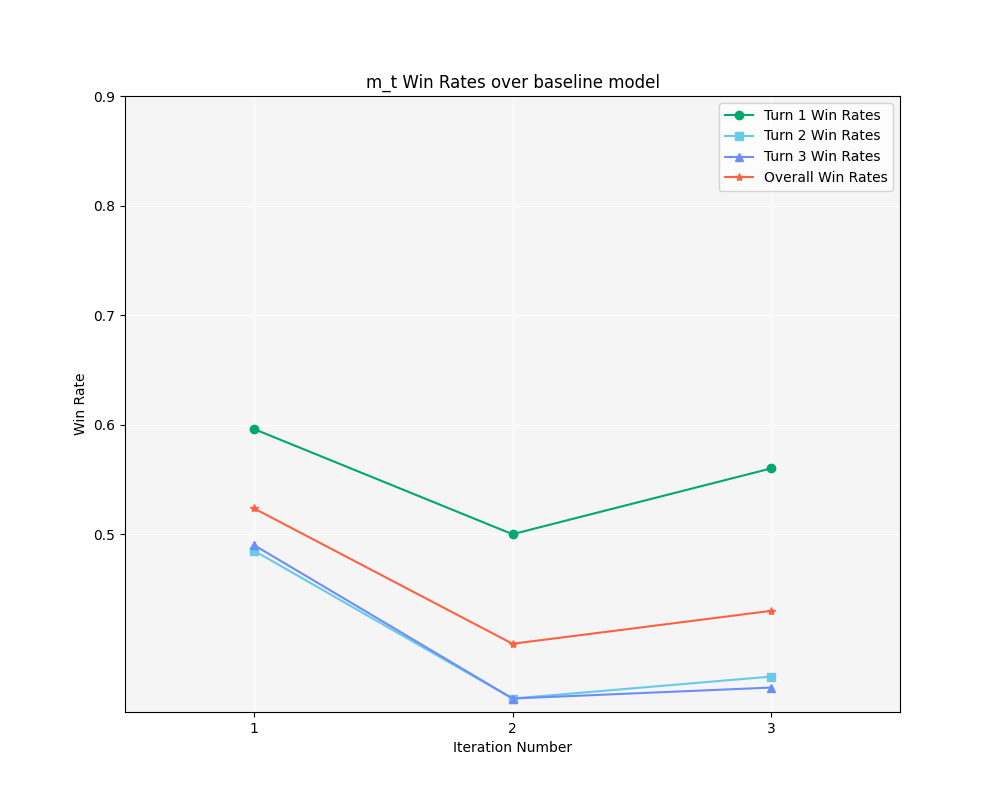 m_t Win Rates over baseline model
0.9
0.8
0.7
0.6
0.5
Win Rate
Turn 1 Win Rates
Turn 2 Win Rates
Turn 3 Win Rates
Overall Win Rates
1
2
3
Iteration Number